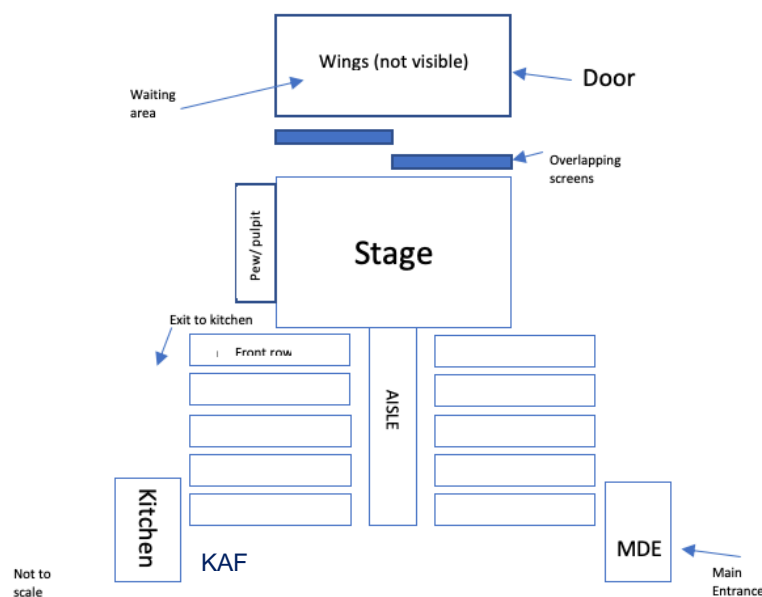 Wings (not visible)
Door
Waiting
area
Overlapping
screens
Pew/ pulpit
Stage
Exit to kitchen
Front row
AISLE
Kitchen
KAF
MDE
Not to
scale
Main
Entrance